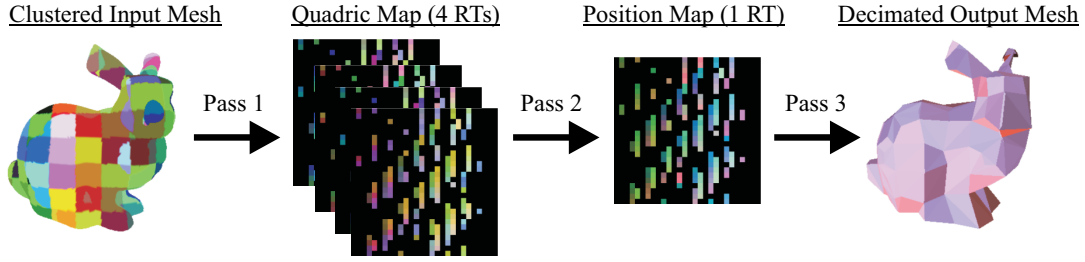 Clustered Input Mesh
Quadric Map (4 RTs)
Position Map (1 RT)
Decimated Output Mesh
Pass 1
Pass 2
Pass 3